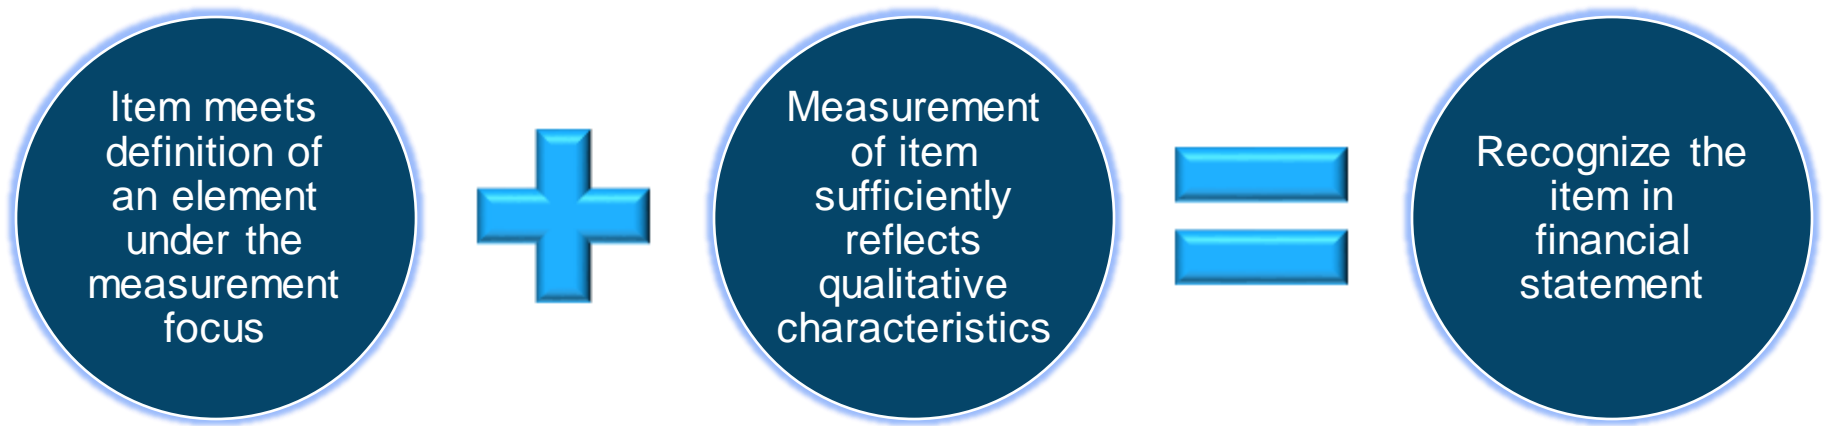 Item meets
definition of
an element
under the
measurement
focus
Measurement
of item
sufficiently
reflects
qualitative
characteristics
Recognize the
item in
financial
statement